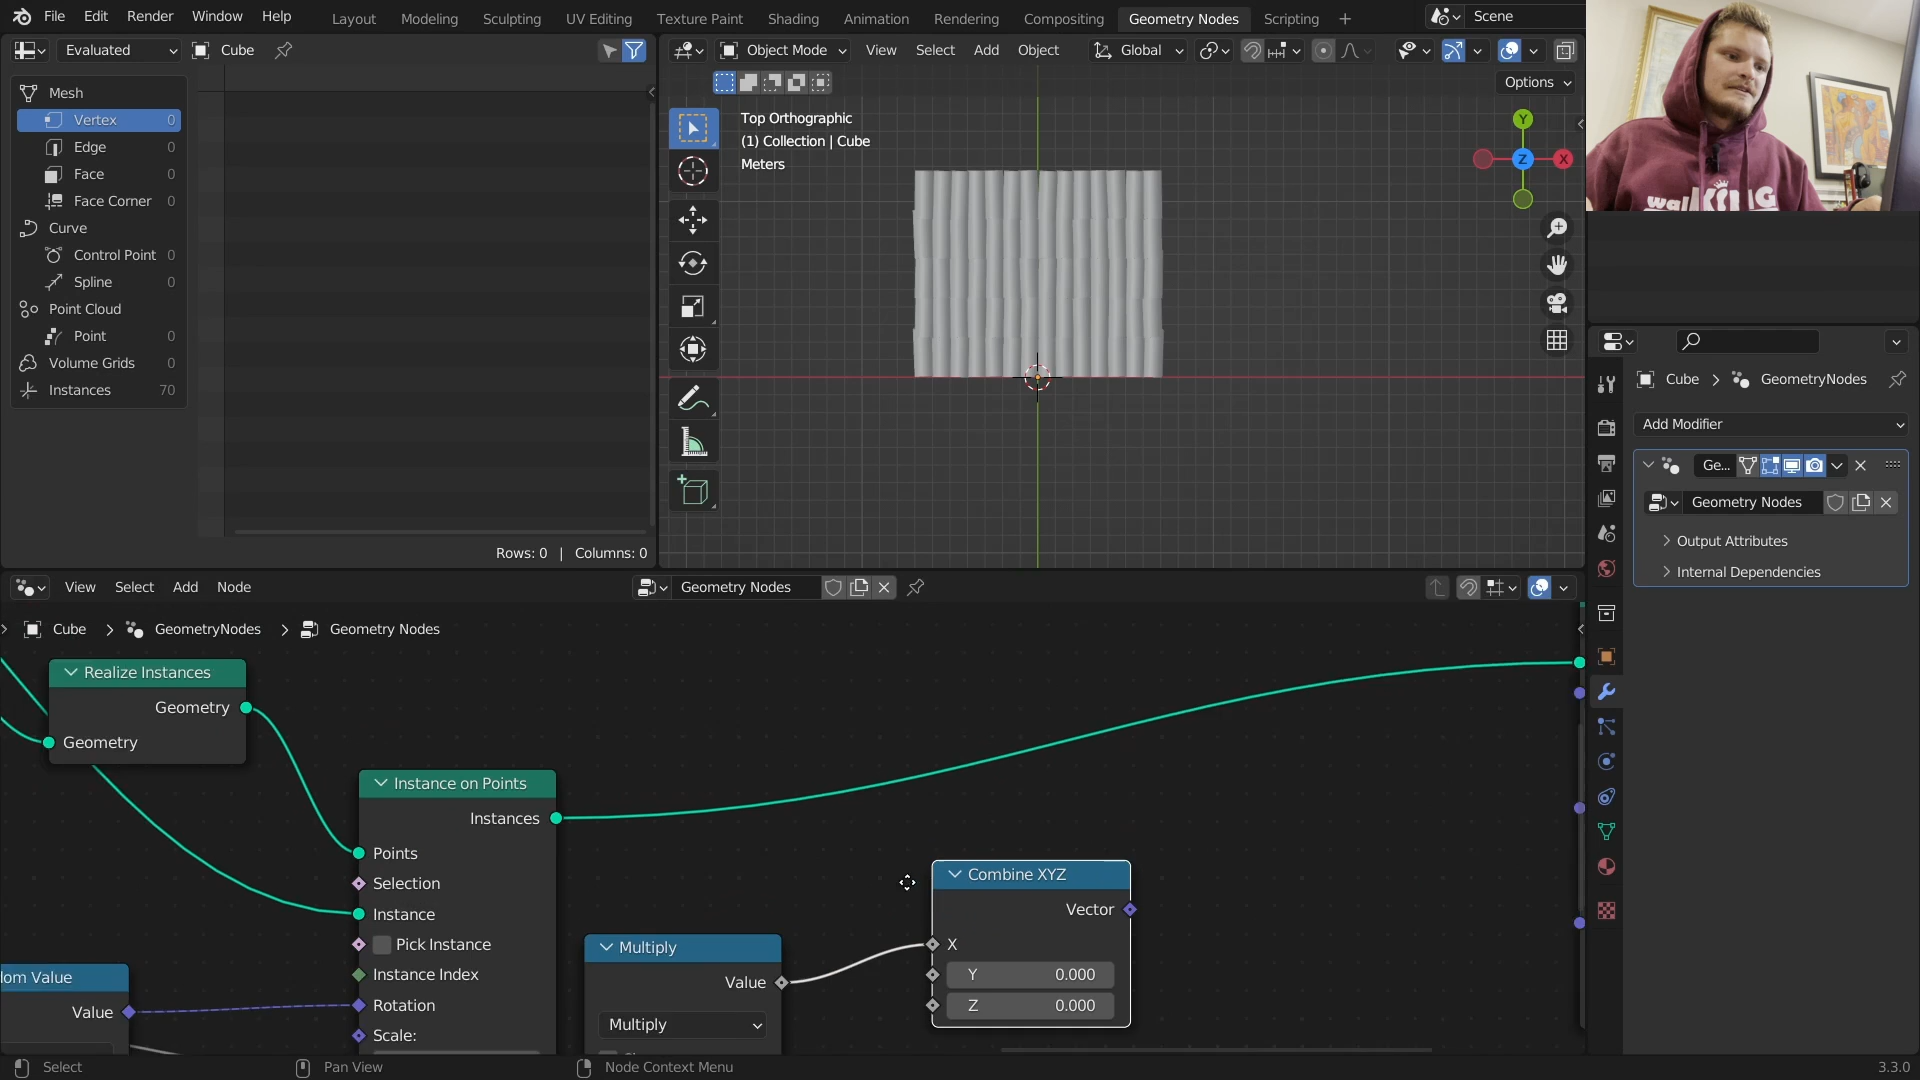 File Edit Render Window Help Layout Modeling Sculpting UV Editing Texture Paint Shading Animation Rendering Compositing Geometry Nodes Scripting + Scene
Evaluated Cube
Object Mode View Select Add Object Global
Options
Mesh
Vertex 0
Edge 0
Face 0
Face Corner 0
Curve
Control Point 0
Spline 0
Point Cloud
Point 0
Volume Grids 0
Instances 70
Rows: 0 | Columns: 0
Top Orthographic
(1) Collection | Cube
Meters
Y
Z
X
walKING
Cube > GeometryNodes
Add Modifier
Ge...
Geometry Nodes
Output Attributes
Internal Dependencies
View Select Add Node Geometry Nodes
Cube > GeometryNodes > Geometry Nodes
Realize Instances
Geometry
Geometry
Instance on Points
Instances
Points
Selection
Instance
Pick Instance
Instance Index
Rotation
Scale:
dom Value
Value
Multiply
Value
Multiply
Combine XYZ
Vector
X
Y 0.000
Z 0.000
Select Pan View Node Context Menu 3.3.0